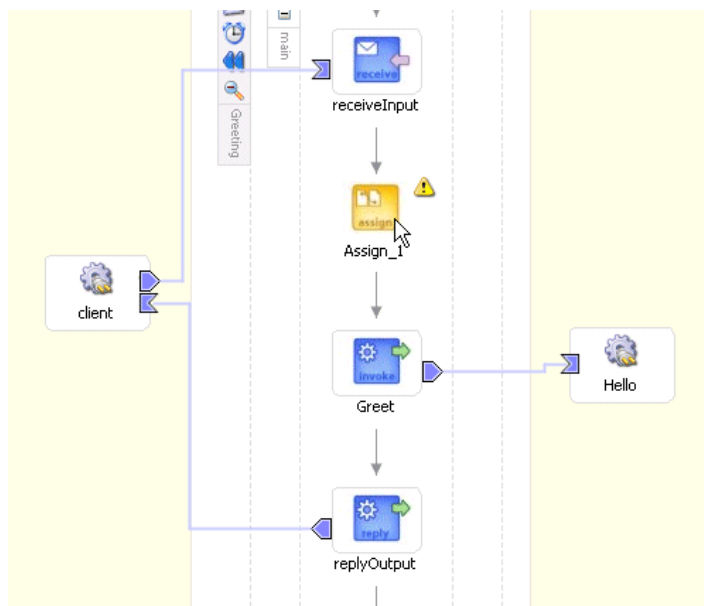 main
receive
receiveInput
Greeting
assign
Assign_1
client
invoke
Greet
Hello
reply
replyOutput